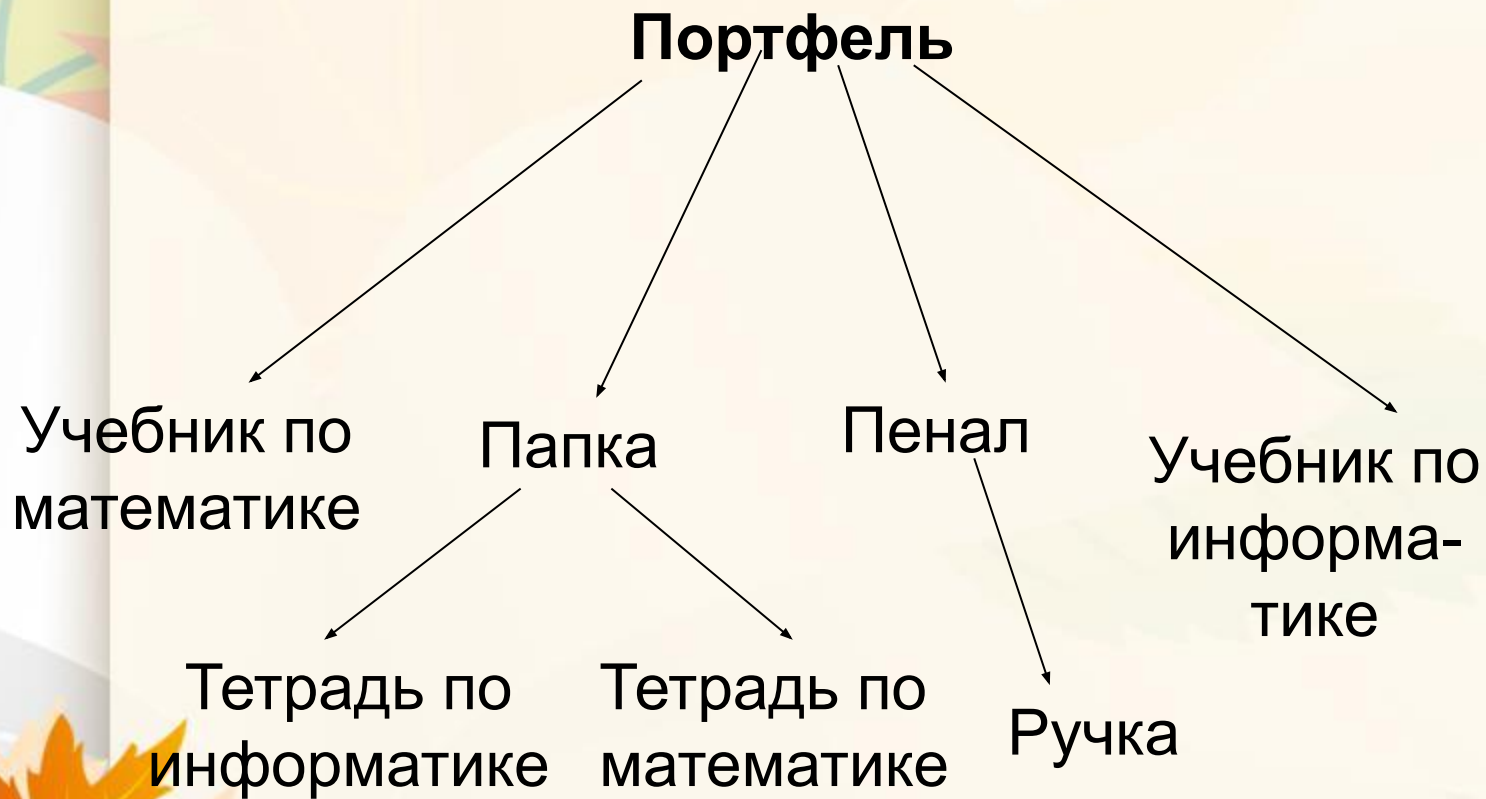 Портфель
Учебник по
математике
Папка
Пенал
Учебник по
информа-
тике
Тетрадь по
информатике
Тетрадь по
математике
Ручка